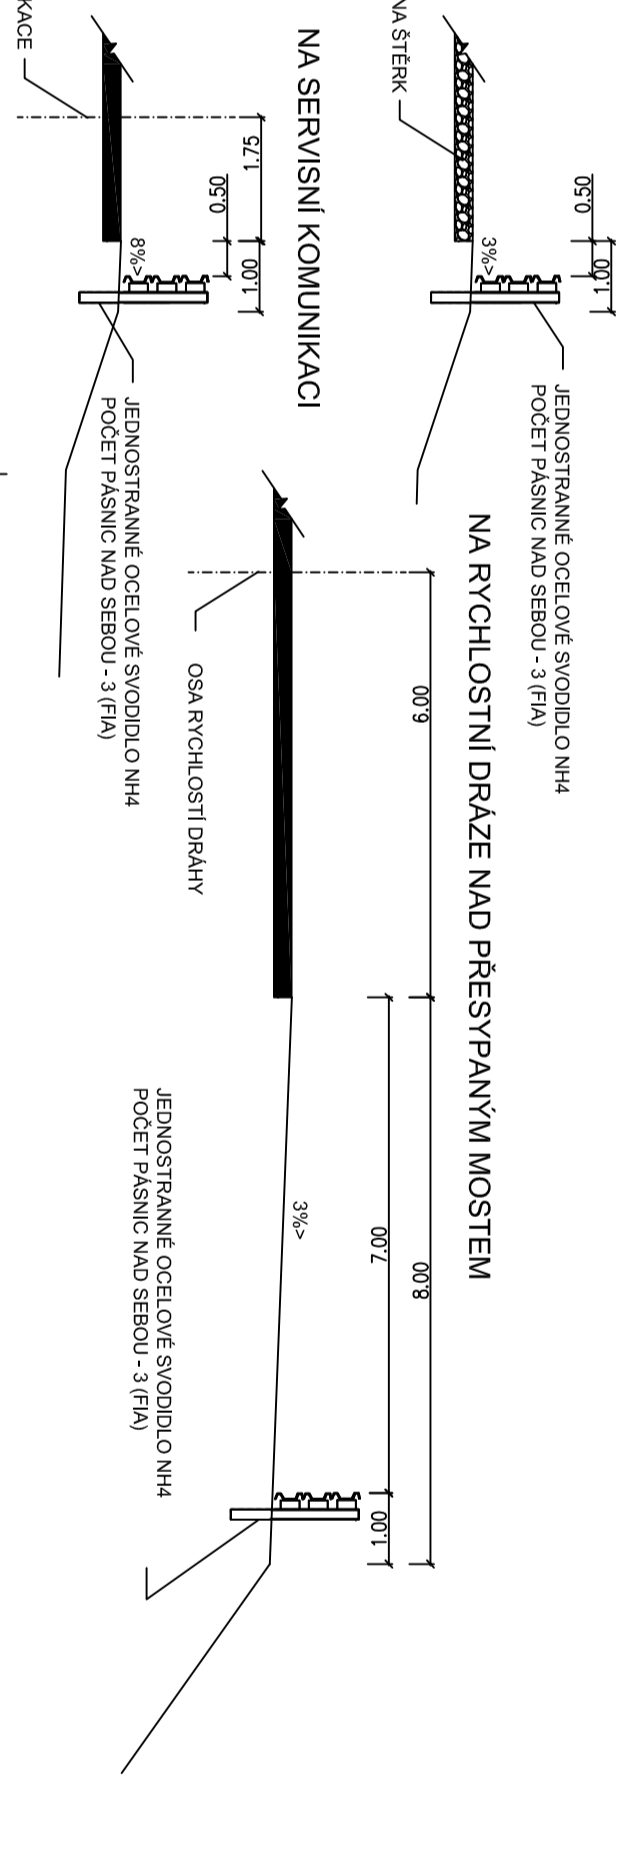 NA ŠTĚRK
0.50
1.00
3%>
JEDNOSTRANNÉ OCELOVÉ SVODIDLO NH4
POČET PÁSNIC NAD SEBOU - 3 (FIA)
NA SERVISNÍ KOMUNIKACI
KACE
1.75
0.50
1.00
8%>
JEDNOSTRANNÉ OCELOVÉ SVODIDLO NH4
POČET PÁSNIC NAD SEBOU - 3 (FIA)
NA RYCHLOSTNÍ DRÁZE NAD PŘESYPANÝM MOSTEM
6.00
8.00
7.00
1.00
3%>
OSA RYCHLOSTÍ DRÁHY
JEDNOSTRANNÉ OCELOVÉ SVODIDLO NH4
POČET PÁSNIC NAD SEBOU - 3 (FIA)